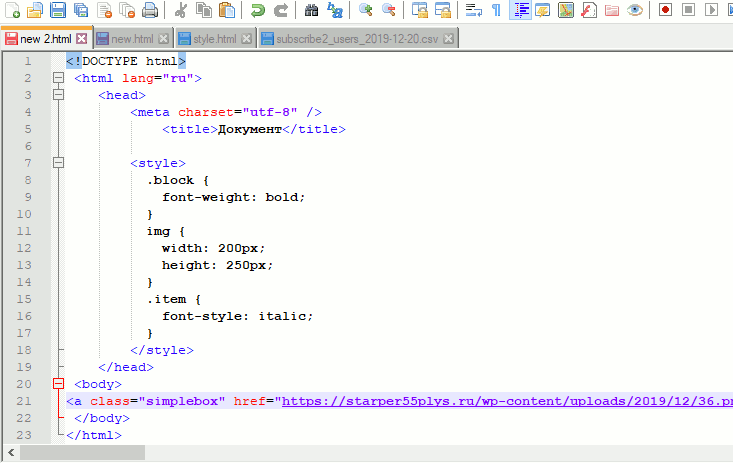 new 2.html
new.html
style.html
subscribe2_users_2019-12-20.csv
1 <!DOCTYPE html>
2 <html lang="ru">
3 <head>
4 <meta charset="utf-8" />
5 <title>Документ</title>
6
7 <style>
8 .block {
9 font-weight: bold;
10 }
11 img {
12 width: 200px;
13 height: 250px;
14 }
15 .item {
16 font-style: italic;
17 }
18 </style>
19 </head>
20 <body>
21 <a class="simplebox" href="https://starper55plys.ru/wp-content/uploads/2019/12/36.pn
22 </body>
23 </html>